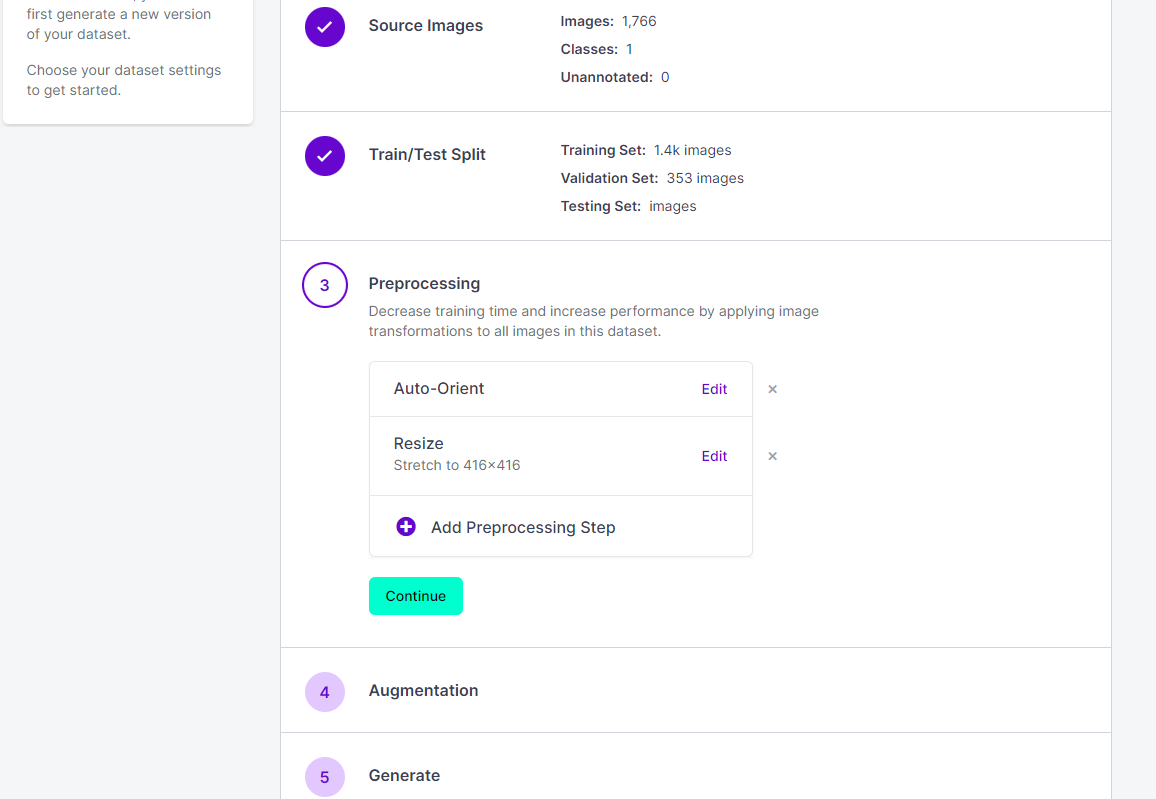 first generate a new version
of your dataset.
Choose your dataset settings
to get started.
Source Images
Images: 1,766
Classes: 1
Unannotated: 0
Train/Test Split
Training Set: 1.4k images
Validation Set: 353 images
Testing Set: images
3
Preprocessing
Decrease training time and increase performance by applying image
transformations to all images in this dataset.
Auto-Orient Edit ×
Resize
Stretch to 416×416
Edit ×
Add Preprocessing Step
Continue
4
Augmentation
5
Generate